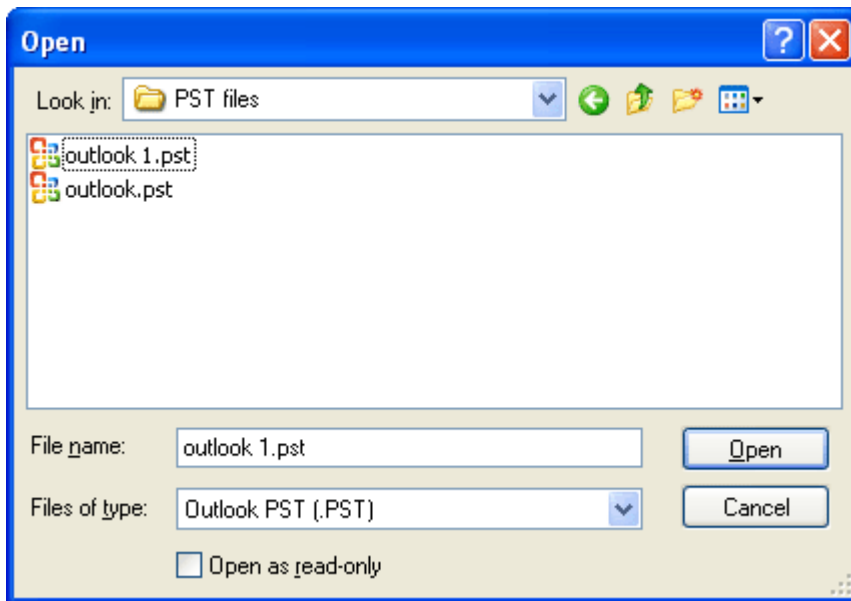 Open
Look in: PST files
outlook 1.pst
outlook.pst
File name: outlook 1.pst Open
Files of type: Outlook PST (.PST) Cancel
Open as read-only